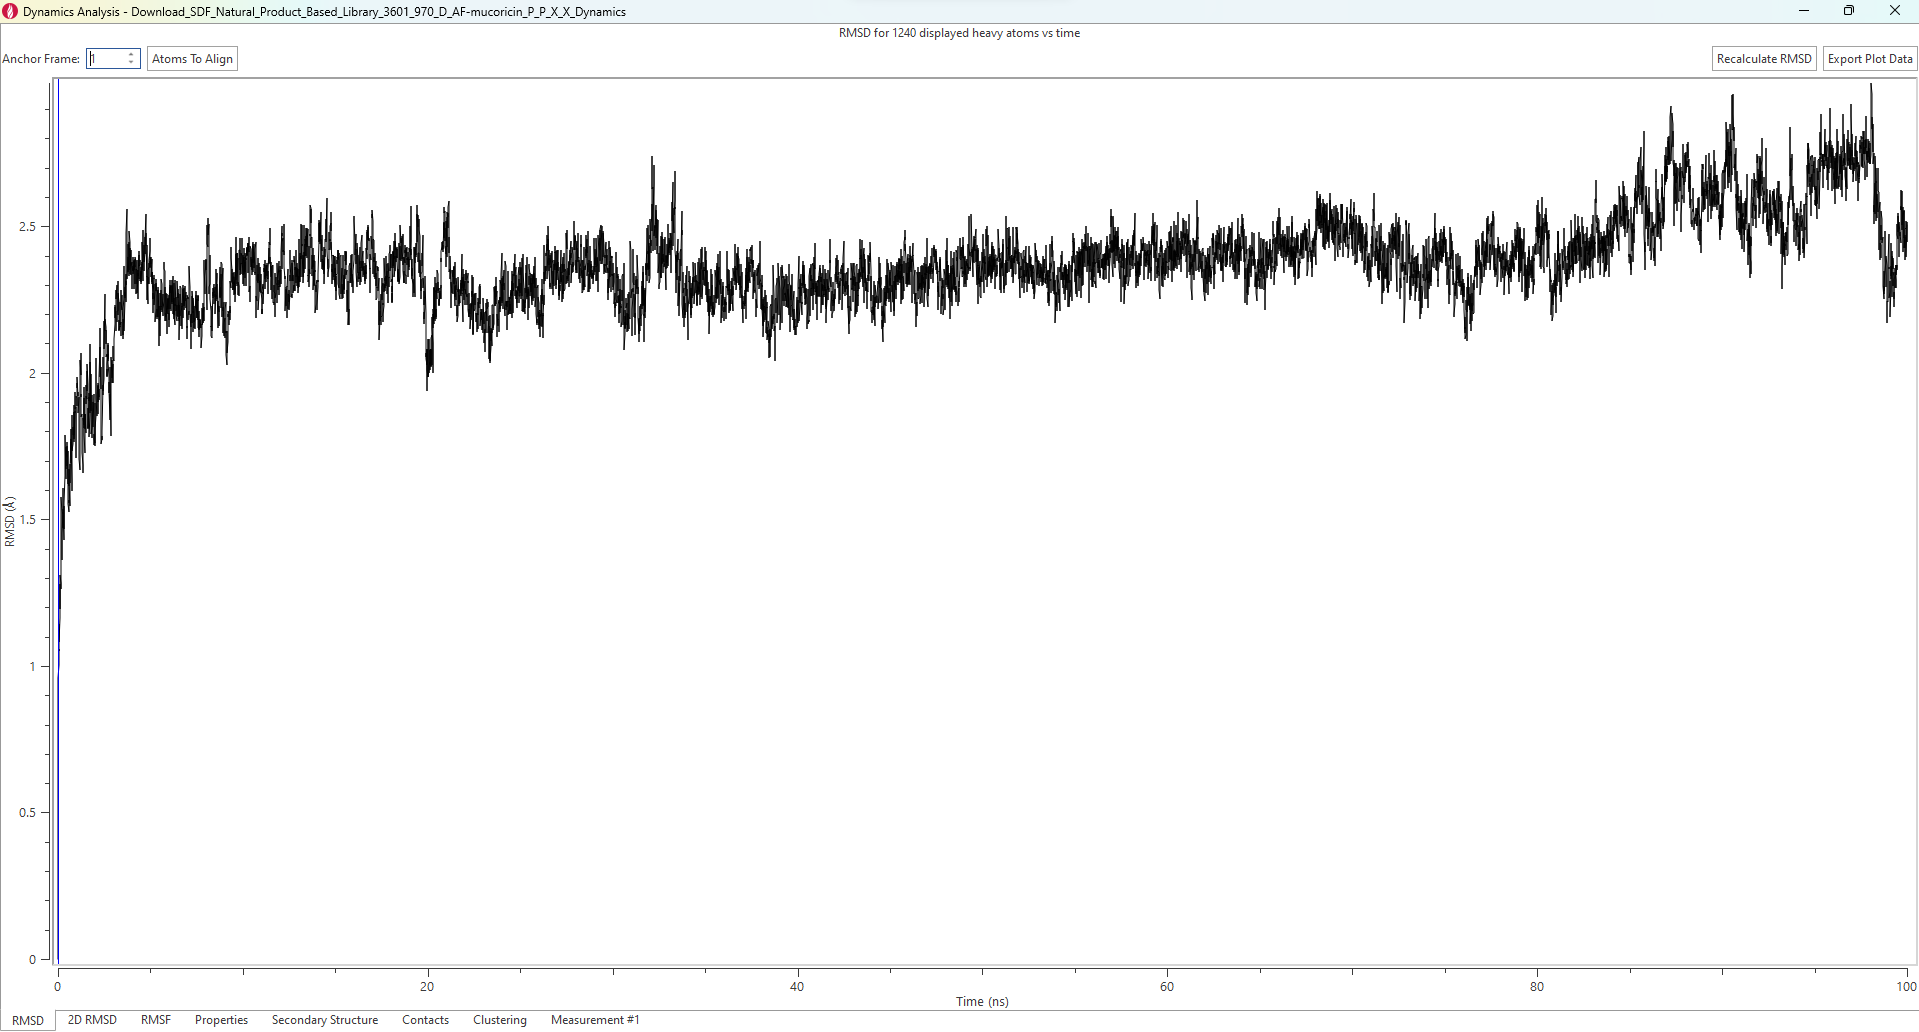 Dynamics Analysis - Download_SDF_Natural_Product_Based_Library_3601_970_D_AF-mucoricin_P_P_X_X_Dynamics
RMSD for 1240 displayed heavy atoms vs time
Anchor Frame: 1 Atoms To Align Recalculate RMSD Export Plot Data
2.5
2
1.5
1
0.5
0
RMSD (Å)
0 20 40 60 80 100
Time (ns)
RMSD 2D RMSD RMSF Properties Secondary Structure Contacts Clustering Measurement #1